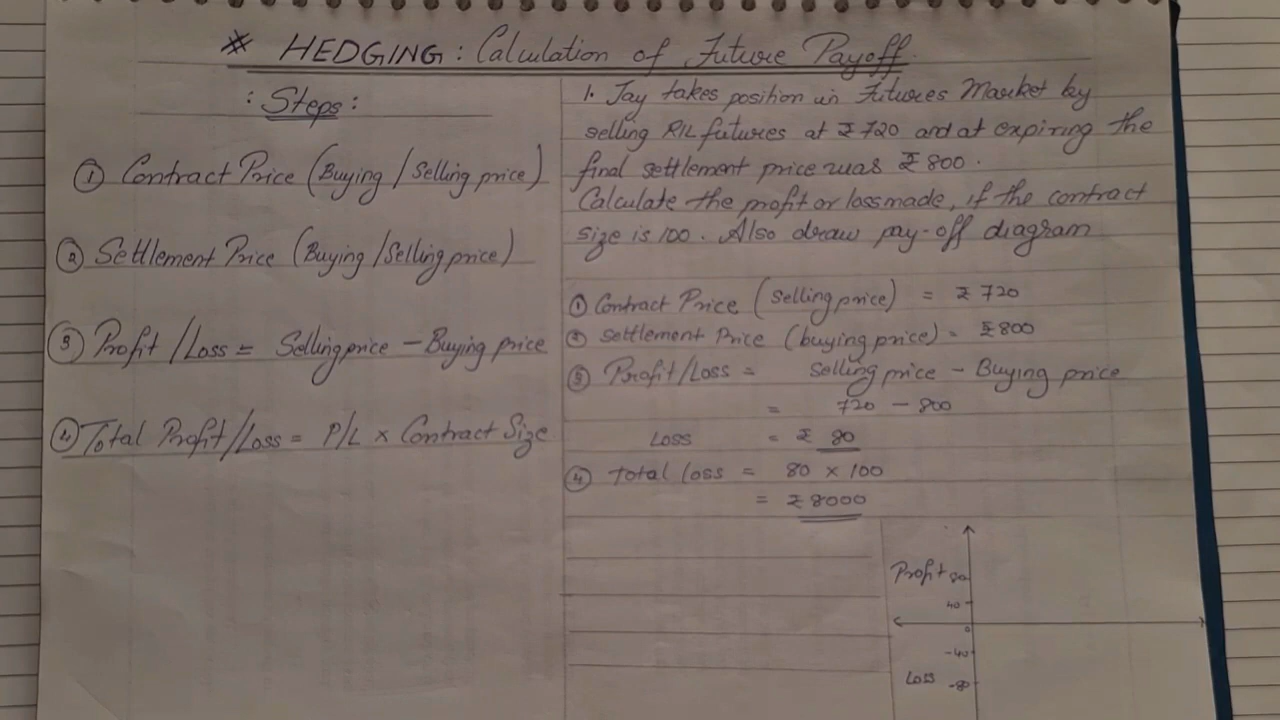 * HEDGING : Calculation of Future Payoff.
: Steps :
① Contract Price (Buying / Selling price)
② Settlement Price (Buying / Selling price)
③ Profit / Loss = Selling price - Buying price
④ Total Profit / Loss = P/L × Contract Size
1. Jay takes position in Futures Market by
selling RIL futures at ₹ 720 and at expiring the
final settlement price was ₹ 800.
Calculate the profit or loss made, if the contract
size is 100. Also draw pay-off diagram
① Contract Price (selling price) = ₹ 720
② Settlement Price (buying price) = ₹ 800
③ Profit/Loss = Selling price - Buying price
= 720 - 800
Loss = ₹ 80
④ Total loss = 80 × 100
= ₹ 8000
Profit 80
40
0
-40
Loss -80